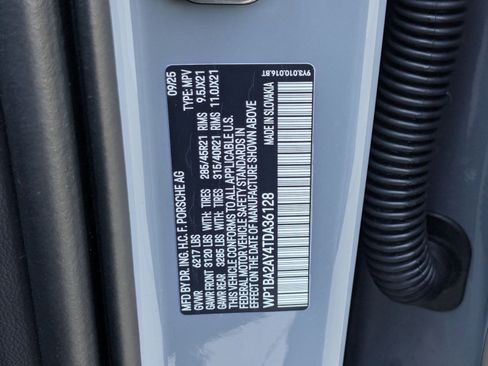 MFD BY DR. ING. H.C. F. PORSCHE AG 09/25
GVWR 6217 LBS TYPE: MPV
GAWR FRONT 3120 LBS WITH: TIRES 285/45R21 RIMS 9.5JX21
GAWR REAR 3285 LBS WITH: TIRES 315/40R21 RIMS 11.0JX21
THIS VEHICLE CONFORMS TO ALL APPLICABLE U.S.
FEDERAL MOTOR VEHICLE SAFETY STANDARDS IN
EFFECT ON THE DATE OF MANUFACTURE SHOWN ABOVE
WP1BA2AY4TDA36128 MADE IN SLOVAKIA
9Y3.010.016.BT